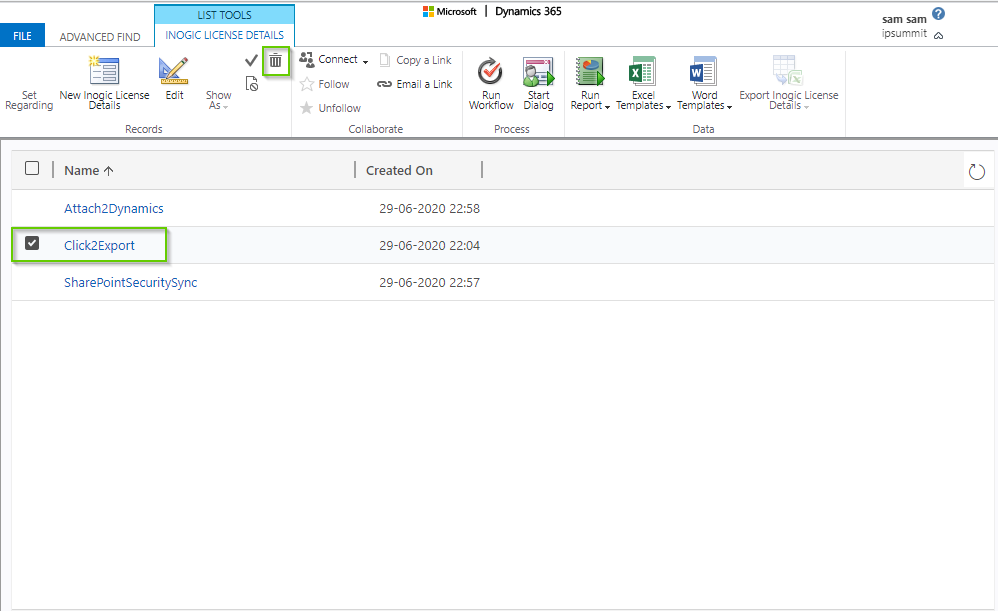 LIST TOOLS
Microsoft | Dynamics 365
sam sam
ipsummit
FILE
ADVANCED FIND
INOGIC LICENSE DETAILS
Set
Regarding
New Inogic License
Details
Edit
Show
As
Records
Connect
Copy a Link
Follow
Email a Link
Unfollow
Collaborate
Run
Workflow
Start
Dialog
Process
Run
Report
Excel
Templates
Word
Templates
Export Inogic License
Details
Data
Name ↑
Created On
Attach2Dynamics
29-06-2020 22:58
Click2Export
29-06-2020 22:04
SharePointSecuritySync
29-06-2020 22:57